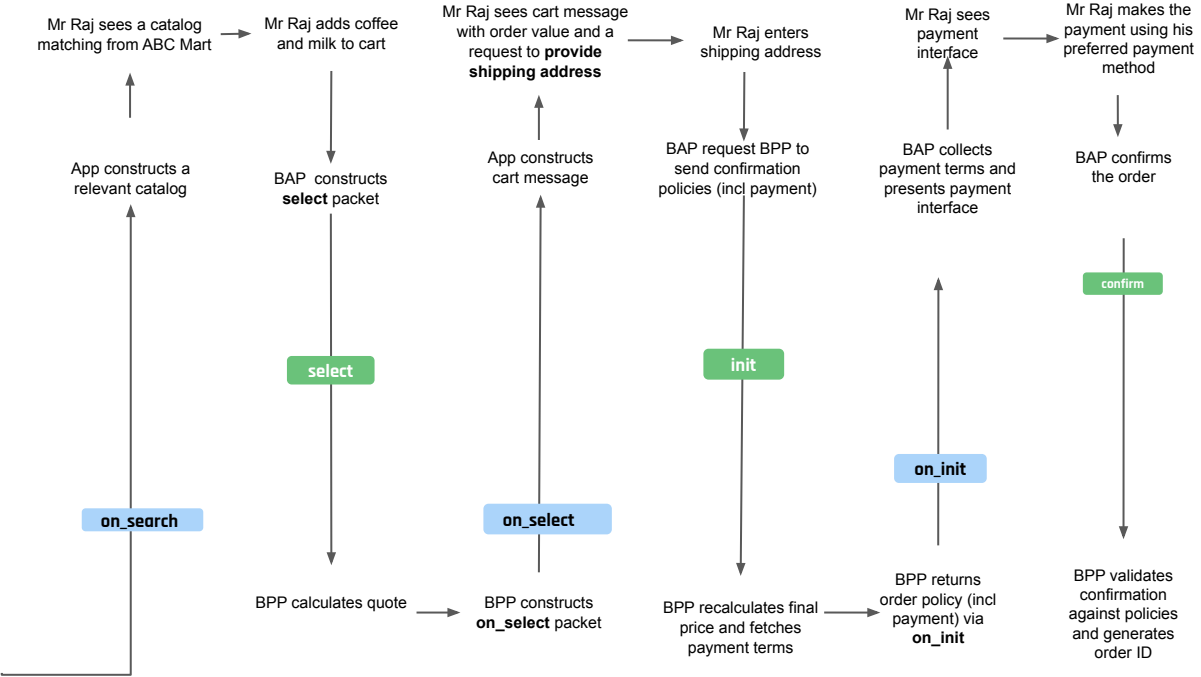 Mr Raj sees a catalog
matching from ABC Mart
Mr Raj adds coffee
and milk to cart
Mr Raj sees cart message
with order value and a
request to provide
shipping address
Mr Raj enters
shipping address
Mr Raj sees
payment
interface
Mr Raj makes the
payment using his
preferred payment
method
App constructs a
relevant catalog
BAP constructs
select packet
App constructs
cart message
BAP request BPP to
send confirmation
policies (incl payment)
BAP collects
payment terms and
presents payment
interface
BAP confirms
the order
on_search
select
on_select
init
on_init
confirm
BPP calculates quote
BPP constructs
on_select packet
BPP recalculates final
price and fetches
payment terms
BPP returns
order policy (incl
payment) via
on_init
BPP validates
confirmation
against policies
and generates
order ID